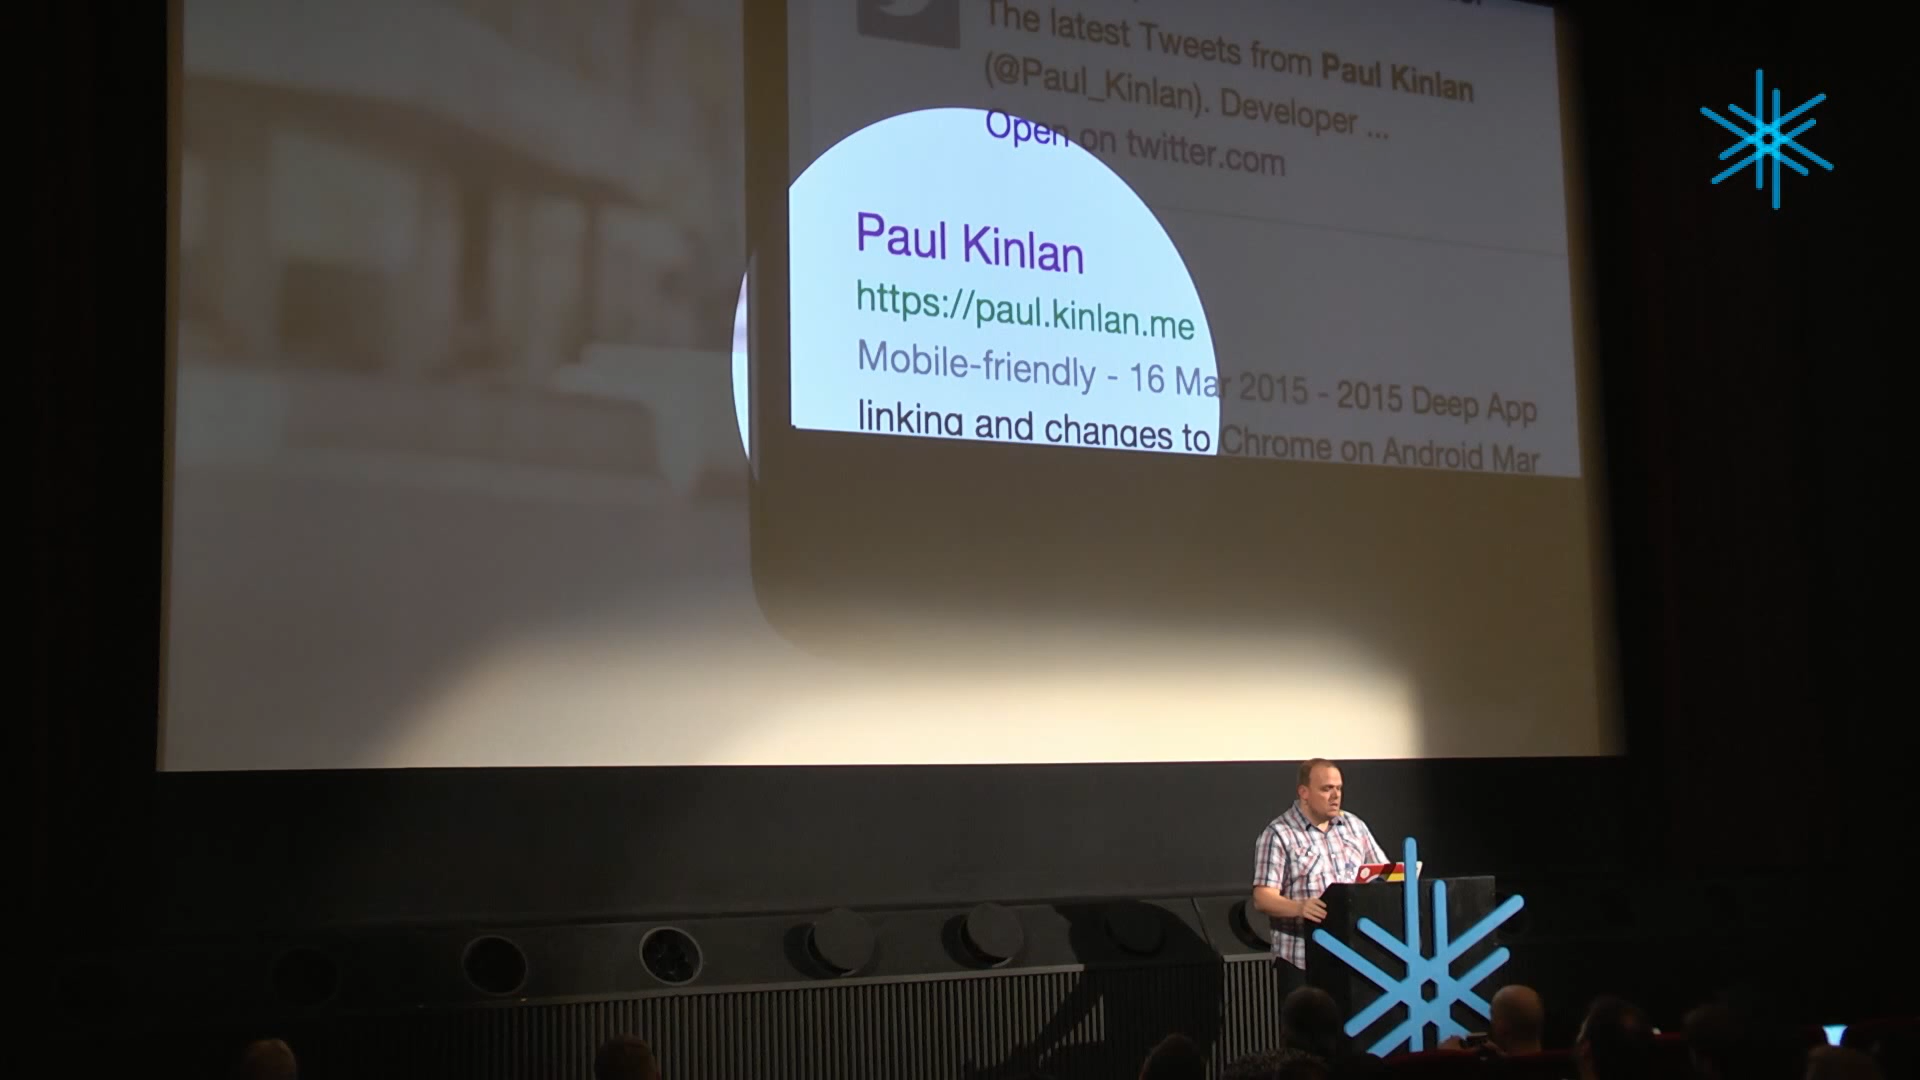 The latest Tweets from Paul Kinlan
(@Paul_Kinlan). Developer ...
Open on twitter.com
Paul Kinlan
https://paul.kinlan.me
Mobile-friendly - 16 Mar 2015 - 2015 Deep App
linking and changes to Chrome on Android Mar